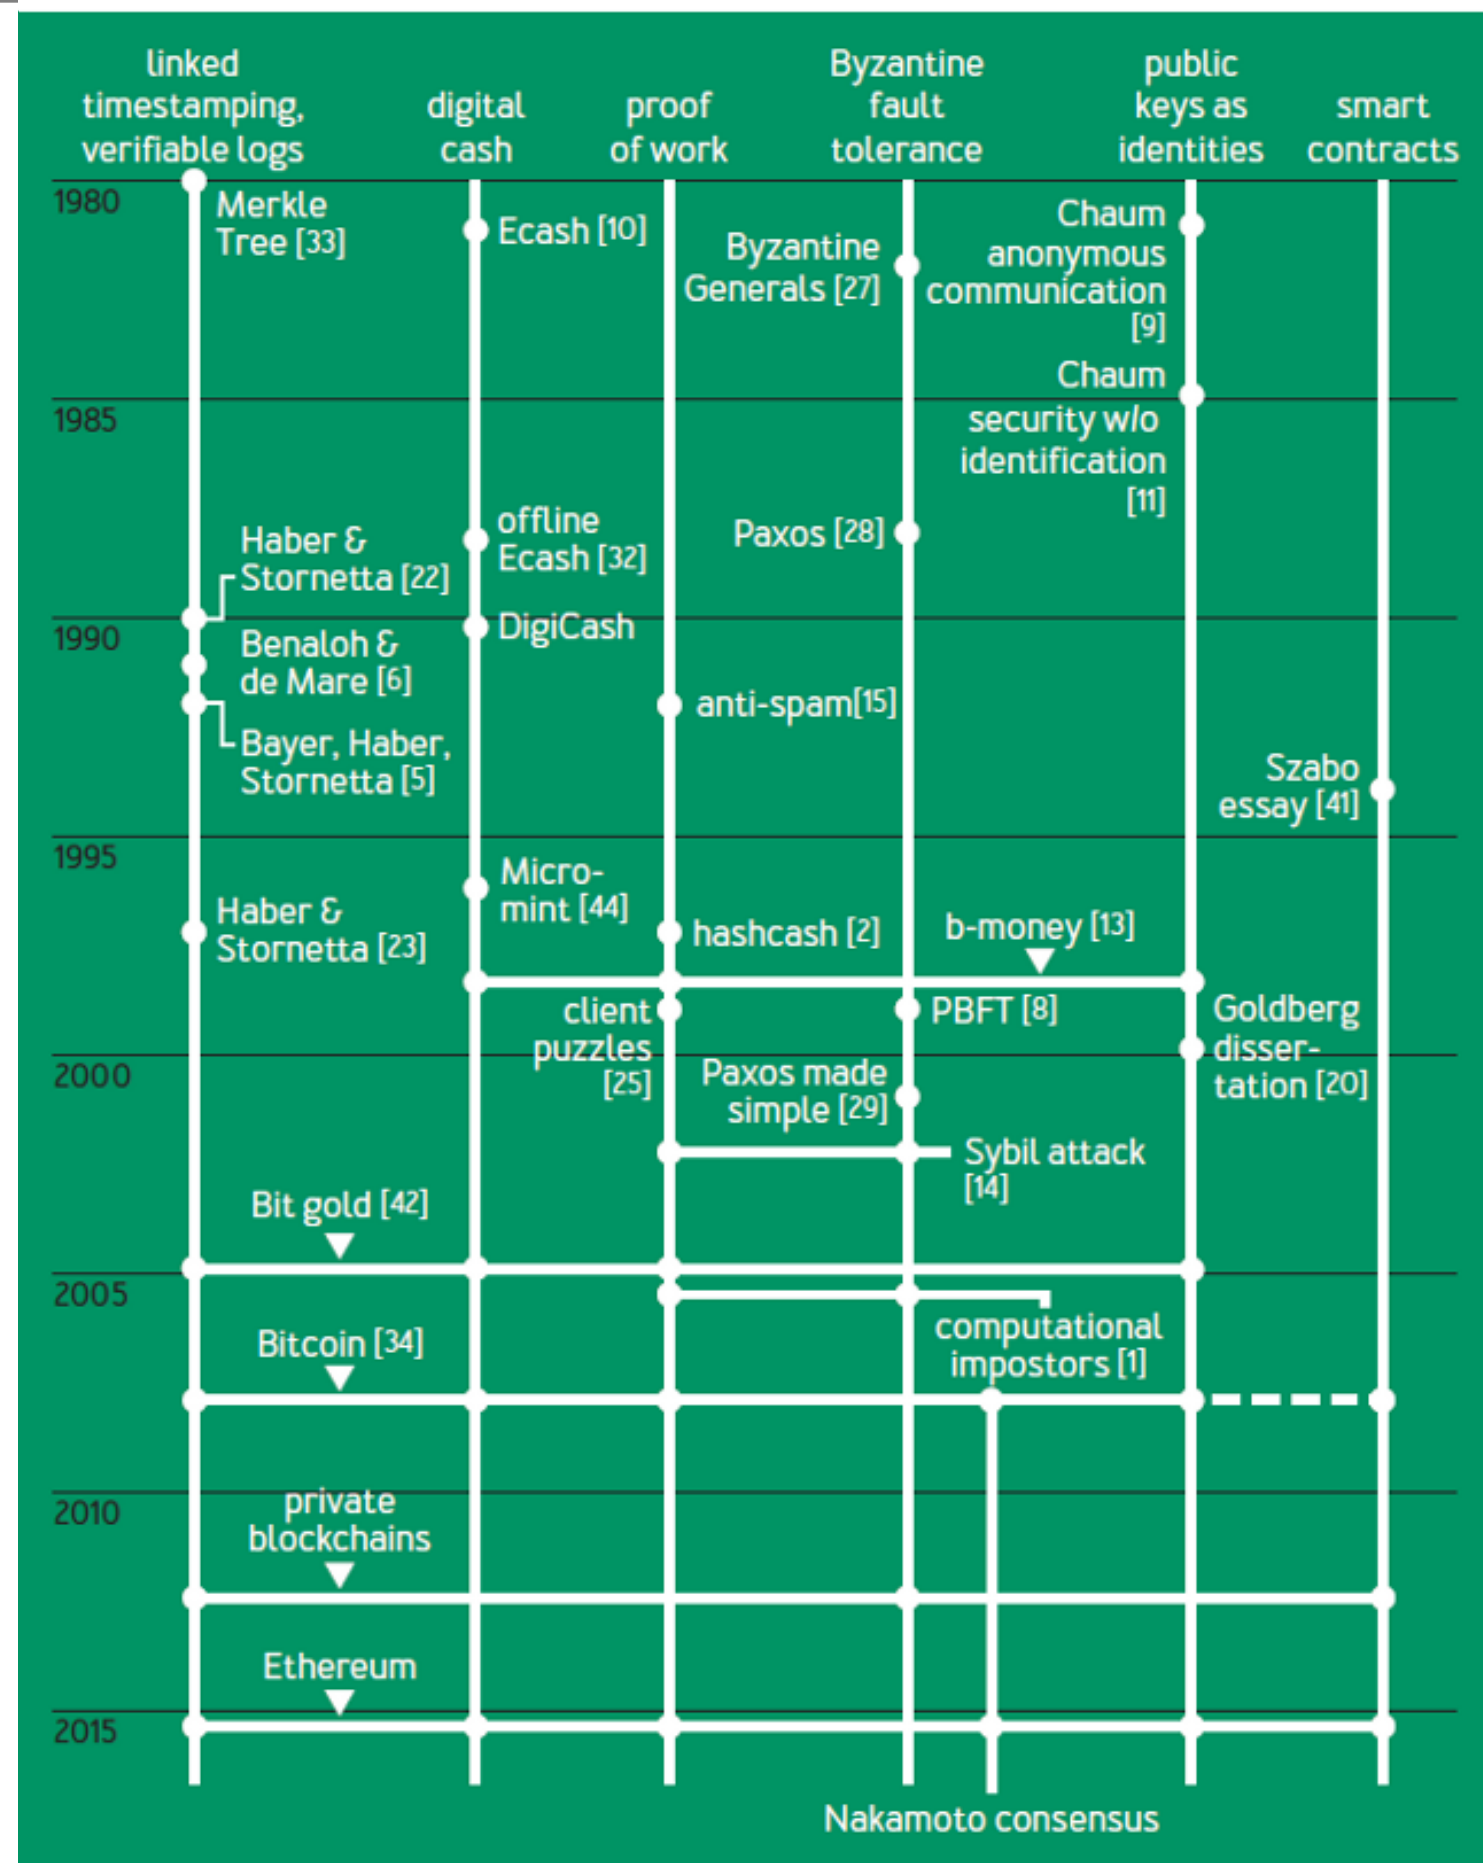 linked
timestamping,
verifiable logs
digital
cash
proof
of work
Byzantine
fault
tolerance
public
keys as
identities
smart
contracts
1980
Merkle
Tree [33]
Ecash [10]
Byzantine
Generals [27]
Chaum
anonymous
communication
[9]
Chaum
security w/o
identification
[11]
1985
Haber &
Stornetta [22]
offline
Ecash [32]
Paxos [28]
1990
DigiCash
Benaloh &
de Mare [6]
anti-spam[15]
Bayer, Haber,
Stornetta [5]
Szabo
essay [41]
1995
Micro-
mint [44]
Haber &
Stornetta [23]
hashcash [2]
b-money [13]
client
puzzles
[25]
PBFT [8]
Goldberg
disser-
tation [20]
2000
Paxos made
simple [29]
Sybil attack
[14]
Bit gold [42]
2005
computational
impostors [1]
Bitcoin [34]
2010
private
blockchains
Ethereum
2015
Nakamoto consensus